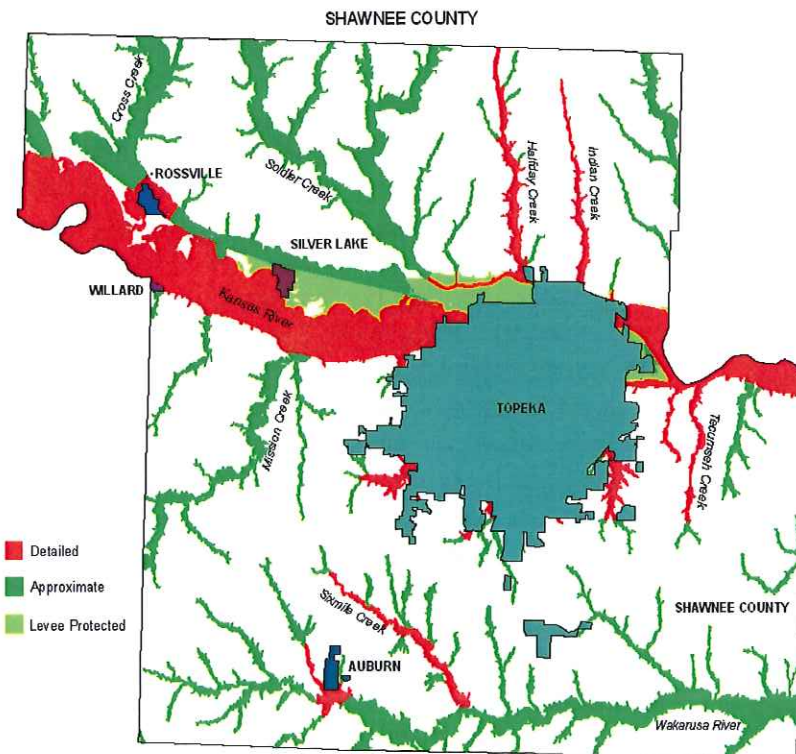 SHAWNEE COUNTY
Cross Creek
ROSSVILLE
Soldier Creek
Halfday Creek
Indian Creek
SILVER LAKE
WILLARD
Kansas River
TOPEKA
Mission Creek
Tecumseh Creek
Detailed
Approximate
Levee Protected
Sixmile Creek
SHAWNEE COUNTY
AUBURN
Wakarusa River